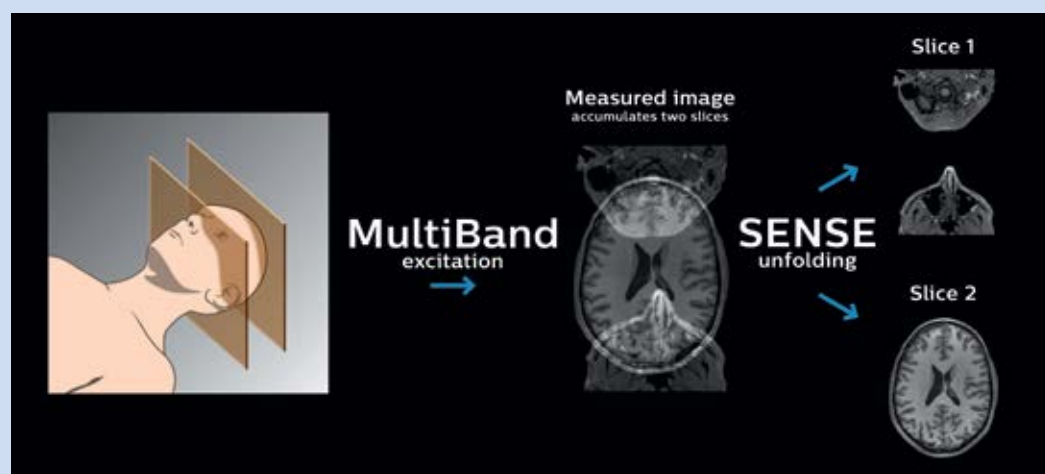 MultiBand
excitation
Measured image
accumulates two slices
SENSE
unfolding
Slice 1
Slice 2